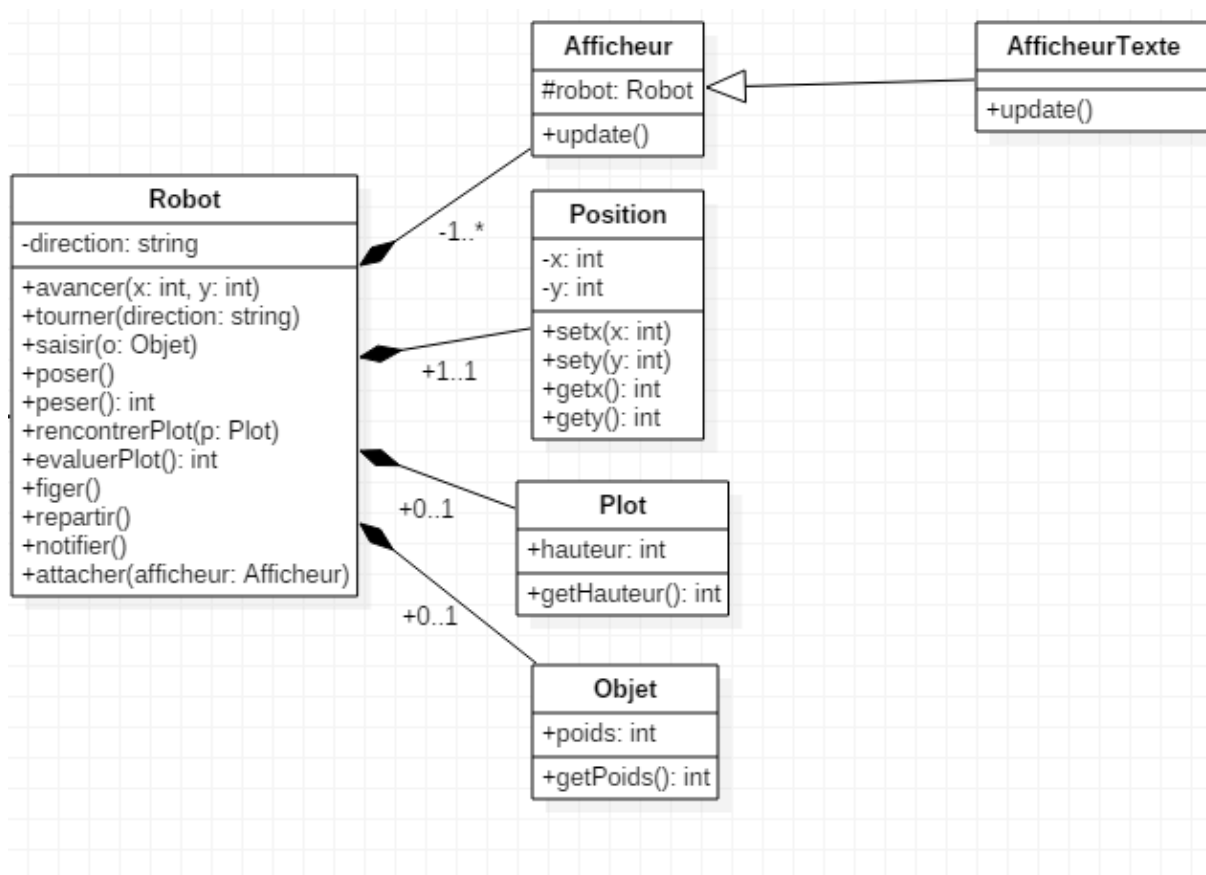 Afficheur
#robot: Robot
+update()
AfficheurTexte
+update()
Robot
-direction: string
+avancer(x: int, y: int)
+tourner(direction: string)
+saisir(o: Objet)
+poser()
+peser(): int
+rencontrerPlot(p: Plot)
+evaluerPlot(): int
+figer()
+repartir()
+notifier()
+attacher(afficheur: Afficheur)
-1..*
+1..1
+0..1
+0..1
Position
-x: int
-y: int
+setx(x: int)
+sety(y: int)
+getx(): int
+gety(): int
Plot
+hauteur: int
+getHauteur(): int
Objet
+poids: int
+getPoids(): int